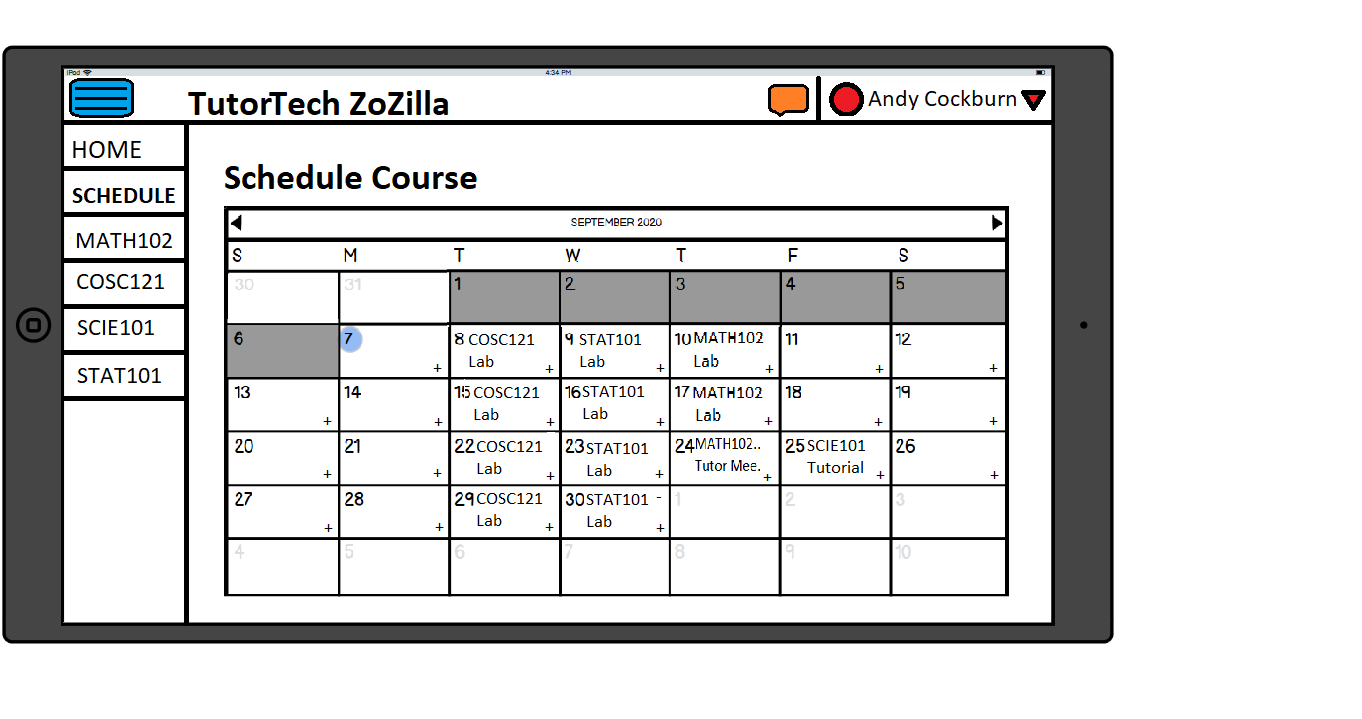 iPod 4:34 PM
TutorTech ZoZilla Andy Cockburn
HOME
SCHEDULE
MATH102
COSC121
SCIE101
STAT101
Schedule Course
SEPTEMBER 2020
S M T W T F S
30 31 1 2 3 4 5
6 7 8 COSC121 9 STAT101 10 MATH102 11 12
+ Lab + Lab + Lab + + +
13 14 15 COSC121 16 STAT101 17 MATH102 18 19
+ + Lab + Lab + Lab + + +
20 21 22 COSC121 23 STAT101 24 MATH102.. 25 SCIE101 26
+ + Lab + Lab + Tutor Mee. + Tutorial + +
27 28 29 COSC121 30 STAT101 - 1 2 3
+ + Lab + Lab +
4 5 6 7 8 9 10